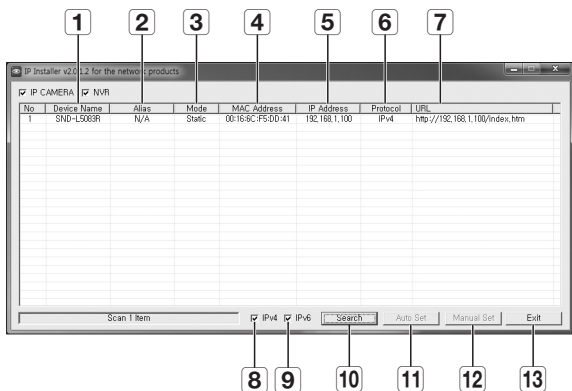 1 2 3 4 5 6 7
IP Installer v2.0.1.2 for the network products
IP CAMERA NVR
No Device Name Alias Mode MAC Address IP Address Protocol URL
1 SND-L5083R N/A Static 00:16:6C:F5:DD:41 192,168,1,100 IPv4 http://192,168,1,100/index,htm
Scan 1 Item IPv4 IPv6 Search Auto Set Manual Set Exit
8 9 10 11 12 13